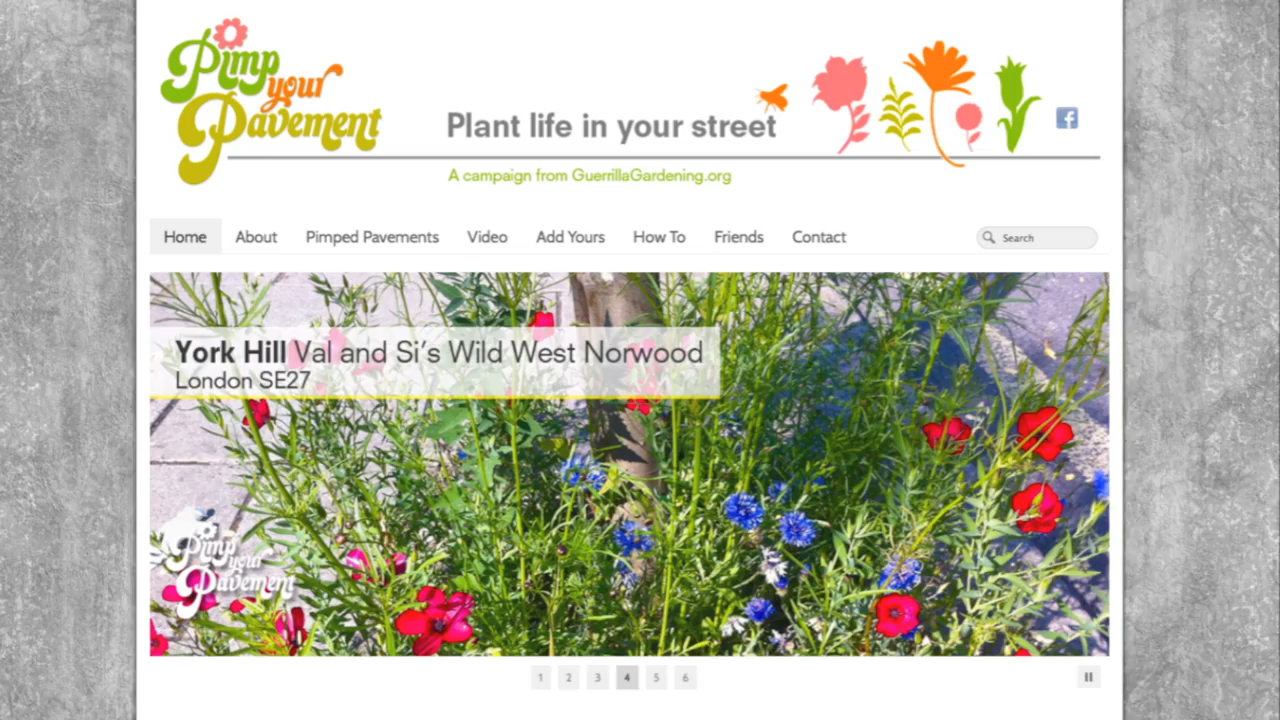 Pimp
your
Pavement
Plant life in your street
A campaign from GuerrillaGardening.org
Home About Pimped Pavements Video Add Yours How To Friends Contact Search
York Hill Val and Si's Wild West Norwood
London SE27
Pimp
your
Pavement
1 2 3 4 5 6